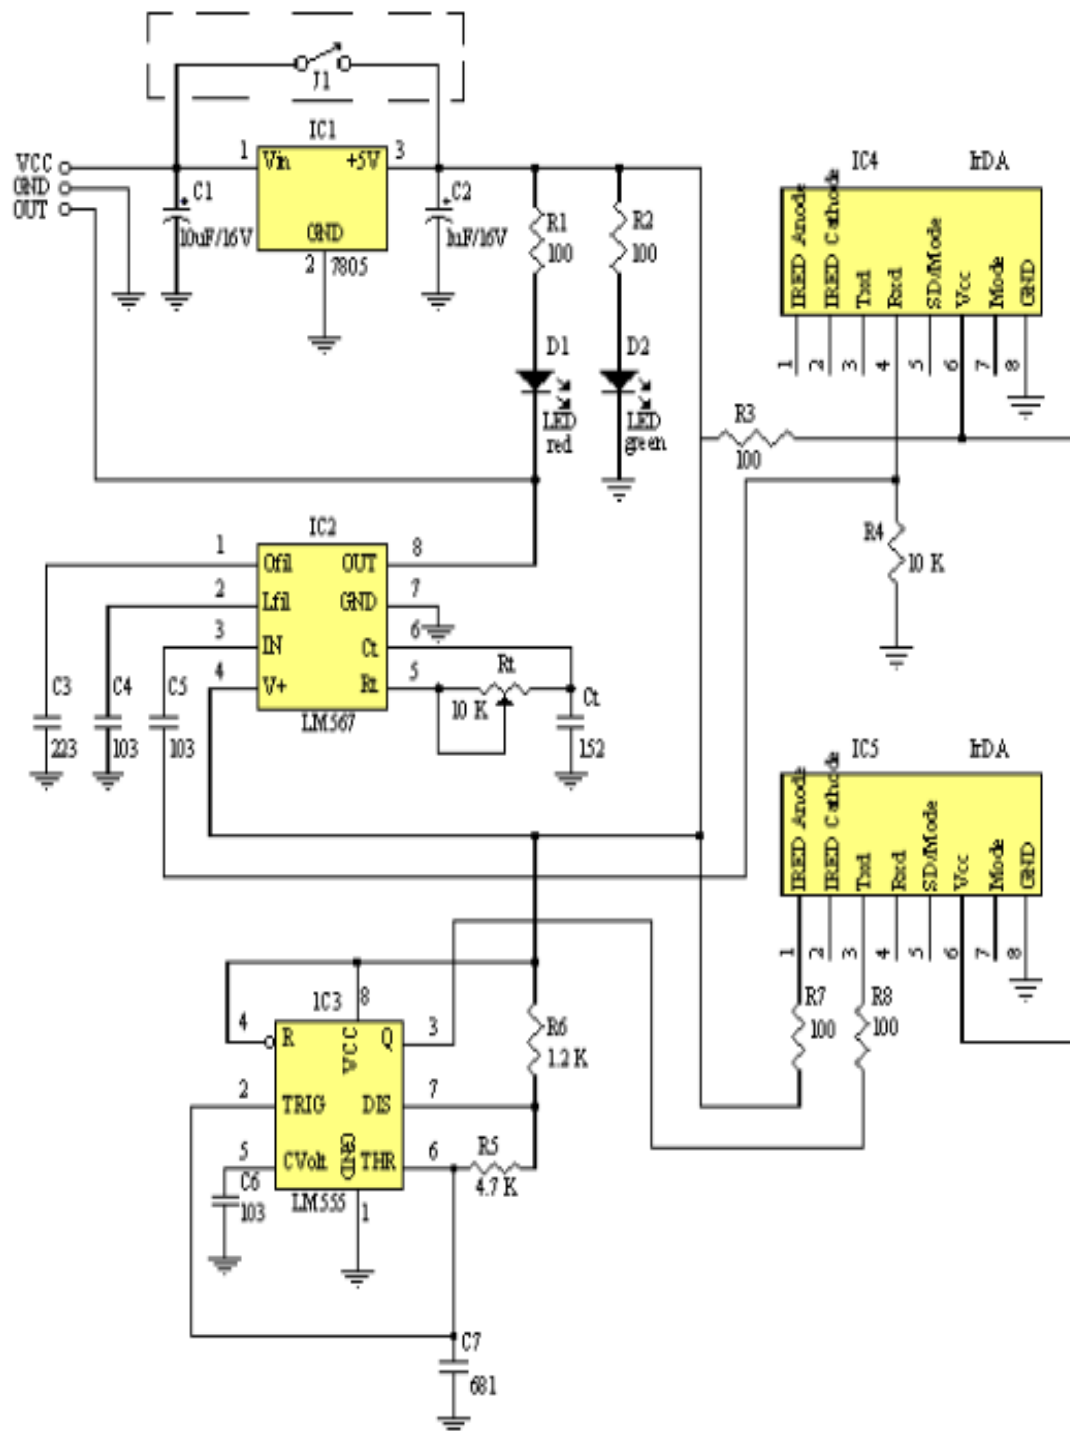 J1
IC1
1 Vin +5V 3
VCC
GND
OUT
C1
10uF/16V
GND
2 7805
C2
1uF/16V
R1
100
R2
100
D1
LED
red
D2
LED
green
IC4 IrDA
IRED Anode
IRED Cathode
Txd
Rxd
SD/Mode
Vcc
Mode
GND
1 2 3 4 5 6 7 8
R3
100
R4
10 K
IC2
1 Ofil OUT 8
2 Lfil GND 7
3 IN Ct 6
4 V+ Rt 5
LM567
C3
223
C4
103
C5
103
Rt
10 K
Ct
152
IC5 IrDA
IRED Anode
IRED Cathode
Txd
Rxd
SD/Mode
Vcc
Mode
GND
1 2 3 4 5 6 7 8
R7
100
R8
100
IC3 8
4 R VCC Q 3
2 TRIG DIS 7
5 CVolt GND THR 6
LM555 1
R6
1.2 K
R5
4.7 K
C6
103
C7
681